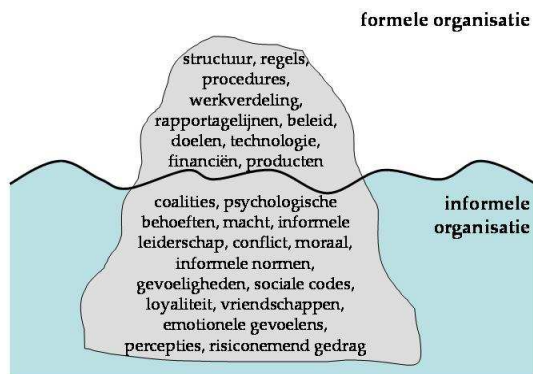 formele organisatie
structuur, regels,
procedures,
werkverdeling,
rapportagelijnen, beleid,
doelen, technologie,
financiën, producten
coalities, psychologische
behoeften, macht, informele
leiderschap, conflict, moraal,
informele normen,
gevoeligheden, sociale codes,
loyaliteit, vriendschappen,
emotionele gevoelens,
percepties, risiconemend gedrag
informele
organisatie